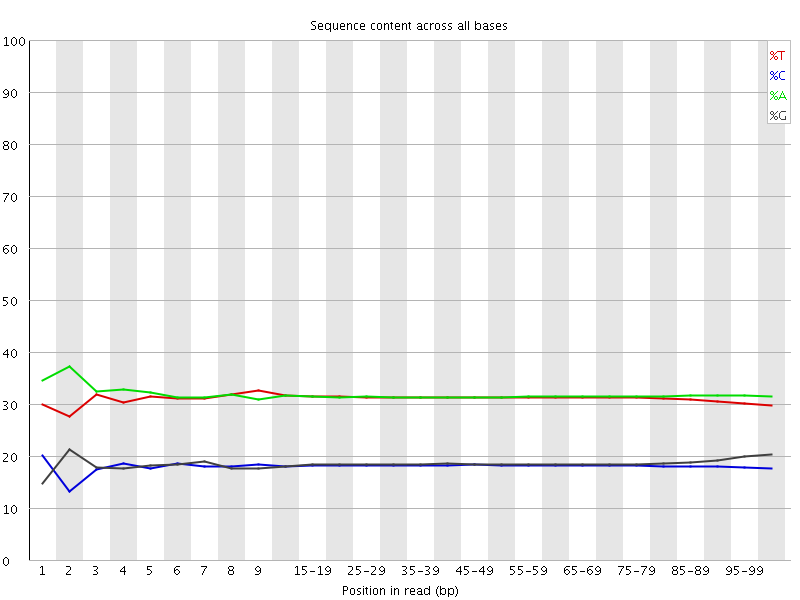 Sequence content across all bases
100
90
80
70
60
50
40
30
20
10
0
%T
%C
%A
%G
1 2 3 4 5 6 7 8 9 15-19 25-29 35-39 45-49 55-59 65-69 75-79 85-89 95-99
Position in read (bp)